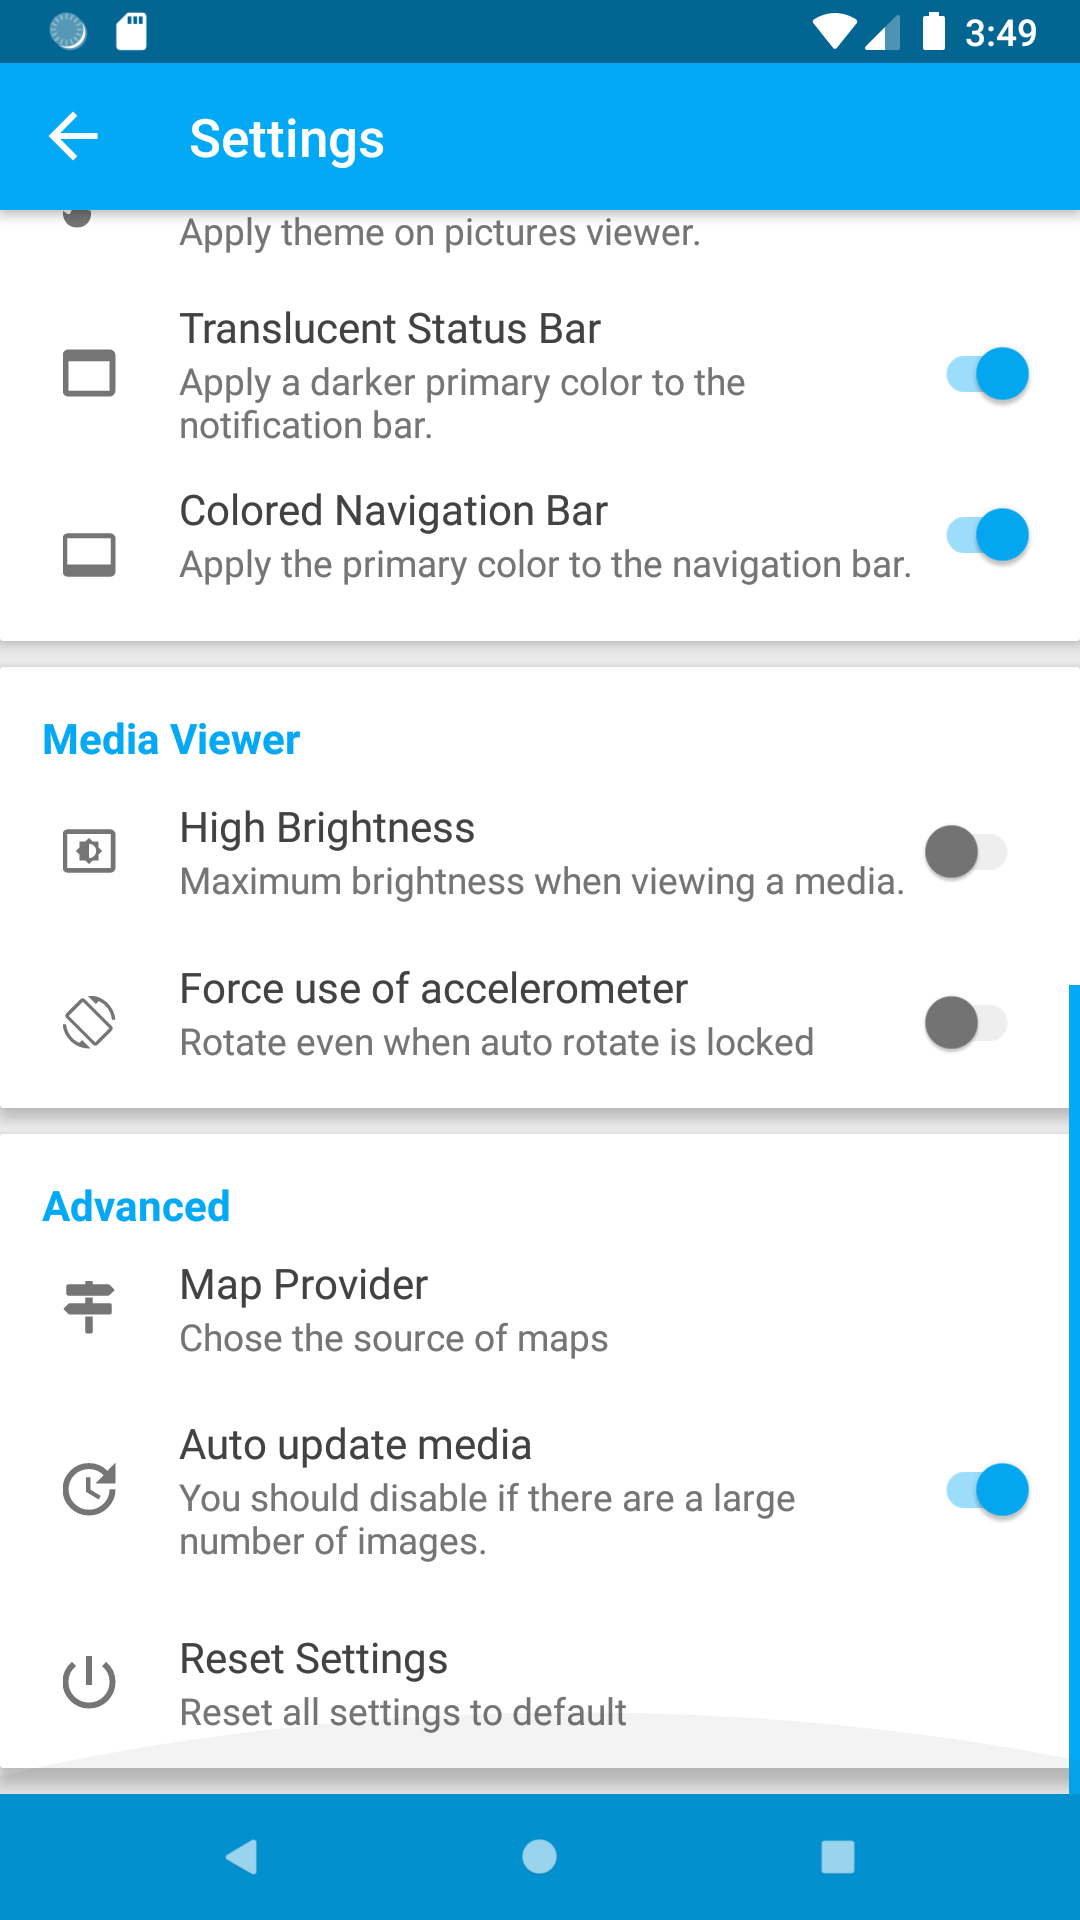 3:49
Settings
Apply theme on pictures viewer.
Translucent Status Bar
Apply a darker primary color to the
notification bar.
Colored Navigation Bar
Apply the primary color to the navigation bar.
Media Viewer
High Brightness
Maximum brightness when viewing a media.
Force use of accelerometer
Rotate even when auto rotate is locked
Advanced
Map Provider
Chose the source of maps
Auto update media
You should disable if there are a large
number of images.
Reset Settings
Reset all settings to default